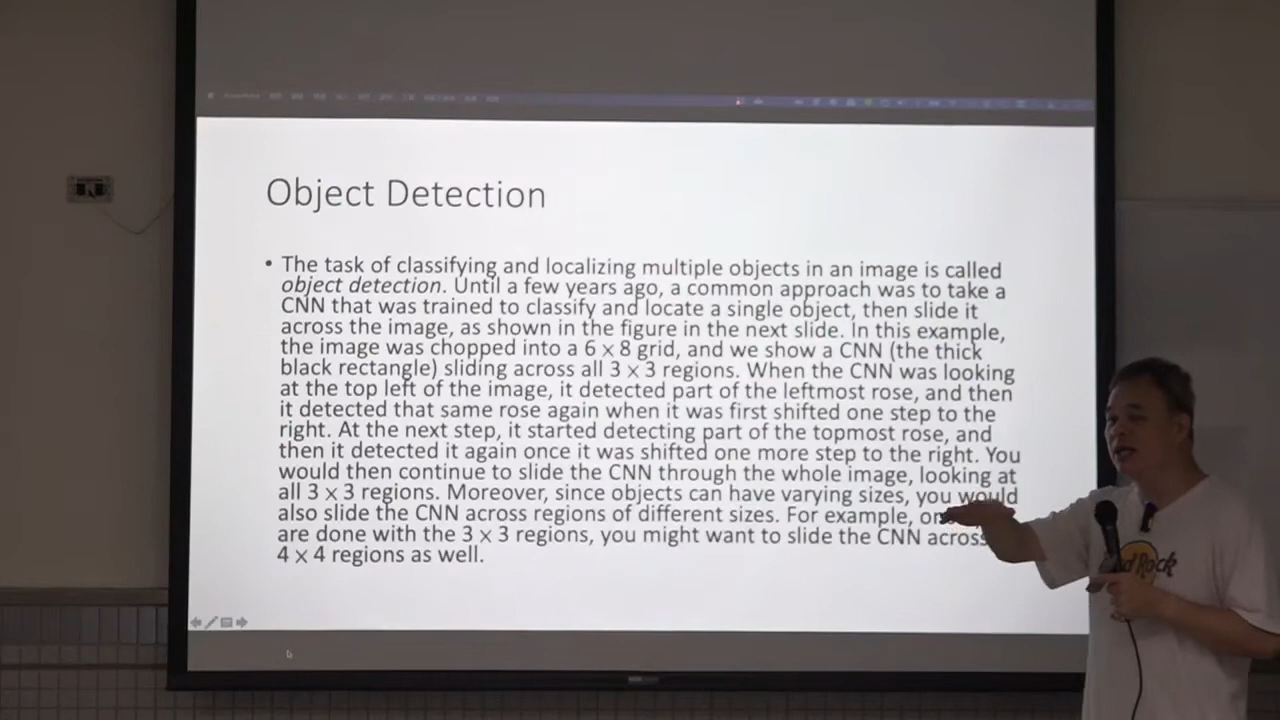 Object Detection
• The task of classifying and localizing multiple objects in an image is called
object detection. Until a few years ago, a common approach was to take a
CNN that was trained to classify and locate a single object, then slide it
across the image, as shown in the figure in the next slide. In this example,
the image was chopped into a 6 × 8 grid, and we show a CNN (the thick
black rectangle) sliding across all 3 × 3 regions. When the CNN was looking
at the top left of the image, it detected part of the leftmost rose, and then
it detected that same rose again when it was first shifted one step to the
right. At the next step, it started detecting part of the topmost rose, and
then it detected it again once it was shifted one more step to the right. You
would then continue to slide the CNN through the whole image, looking at
all 3 × 3 regions. Moreover, since objects can have varying sizes, you would
also slide the CNN across regions of different sizes. For example,
are done with the 3 × 3 regions, you might want to slide the CNN across
4 × 4 regions as well.
Rock